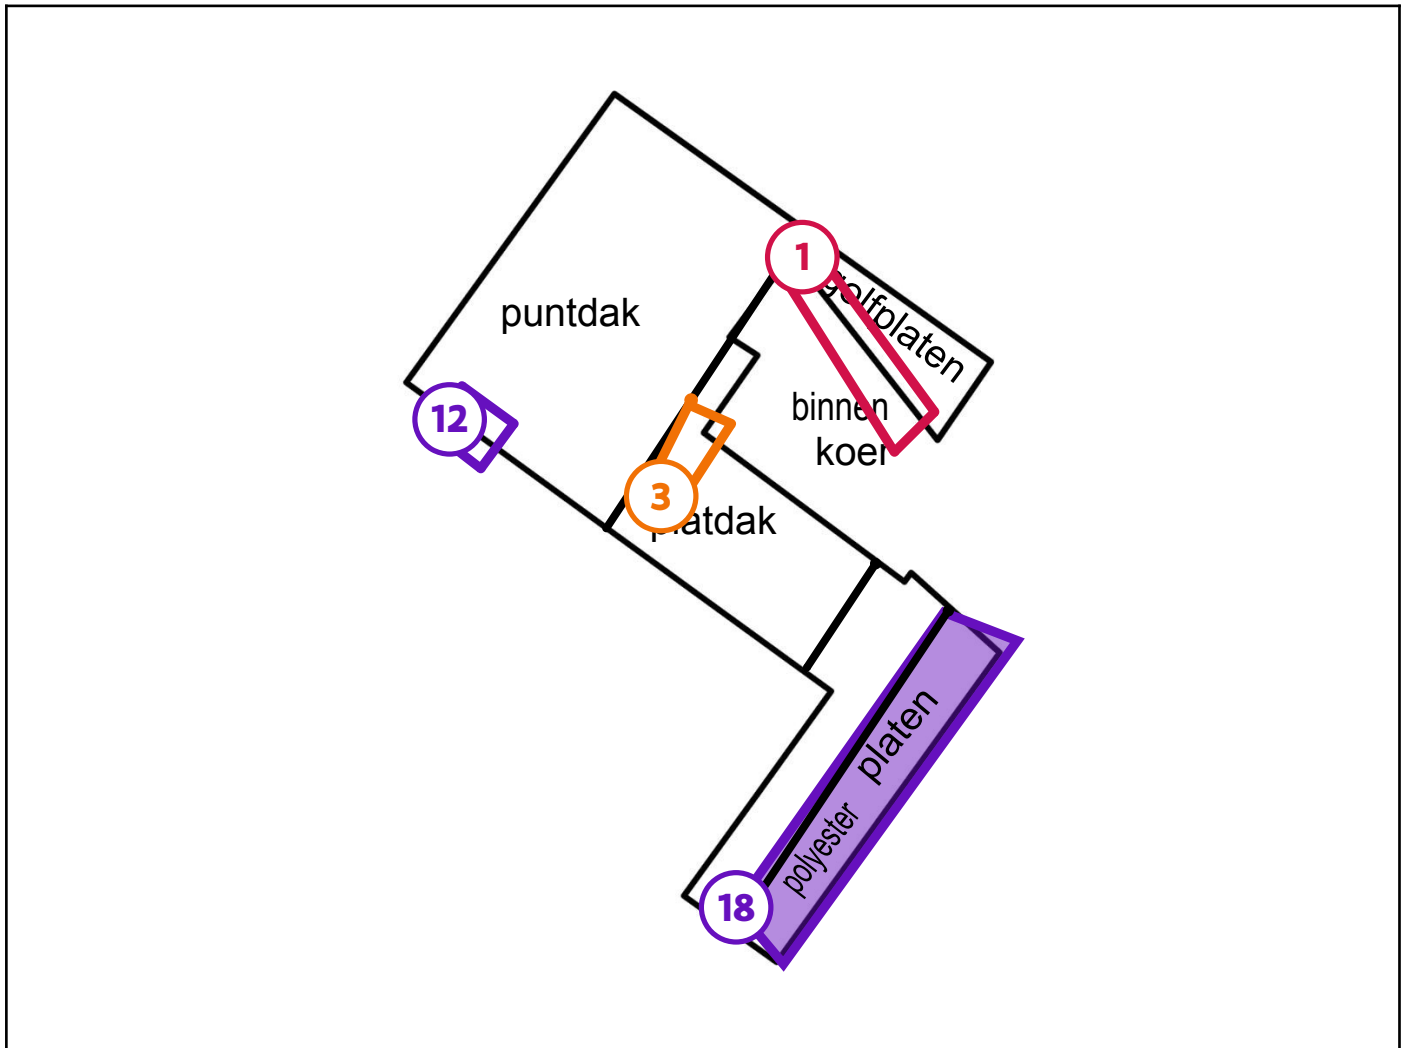 1
golfplaten
puntdak
binnen
koer
12
3
platdak
platen
polyester
18